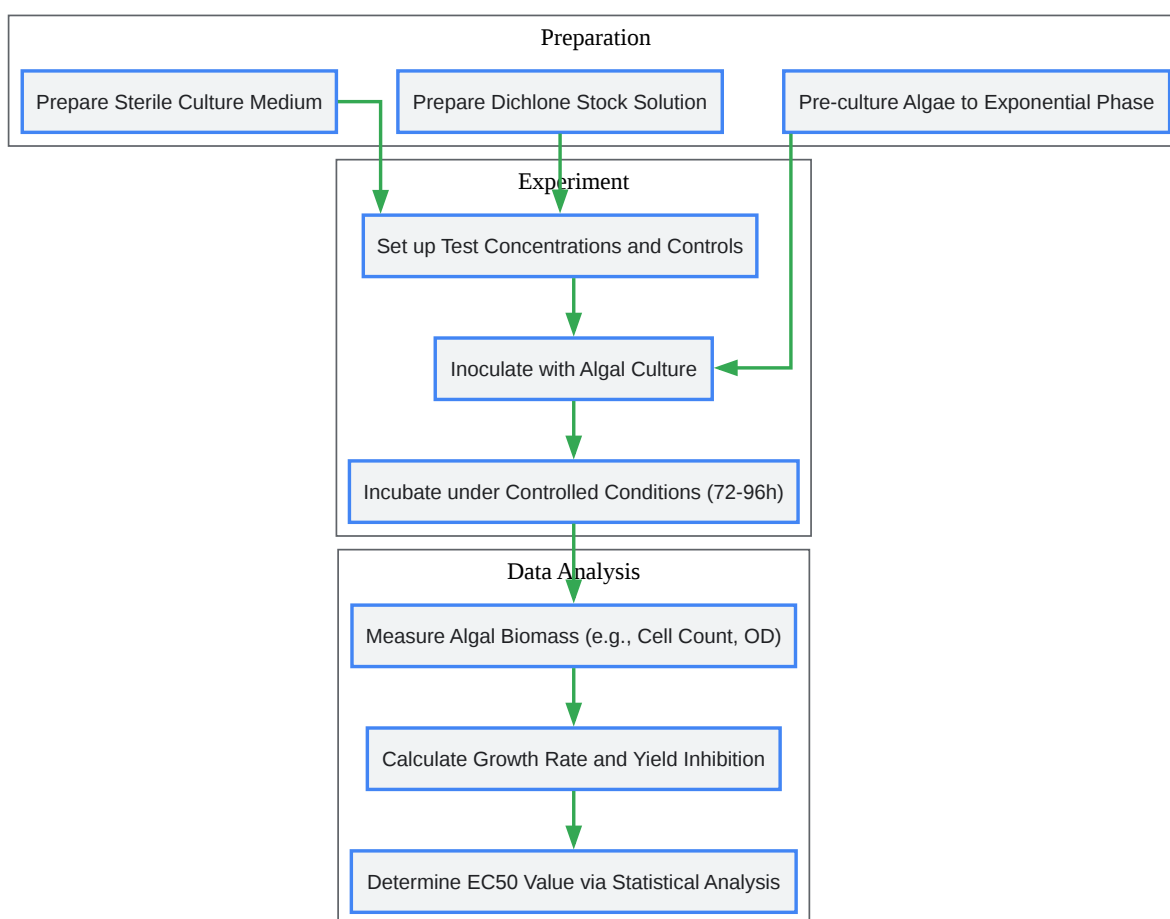 Preparation
Prepare Sterile Culture Medium
Prepare Dichlone Stock Solution
Pre-culture Algae to Exponential Phase
Experiment
Set up Test Concentrations and Controls
Inoculate with Algal Culture
Incubate under Controlled Conditions (72-96h)
Data Analysis
Measure Algal Biomass (e.g., Cell Count, OD)
Calculate Growth Rate and Yield Inhibition
Determine EC50 Value via Statistical Analysis